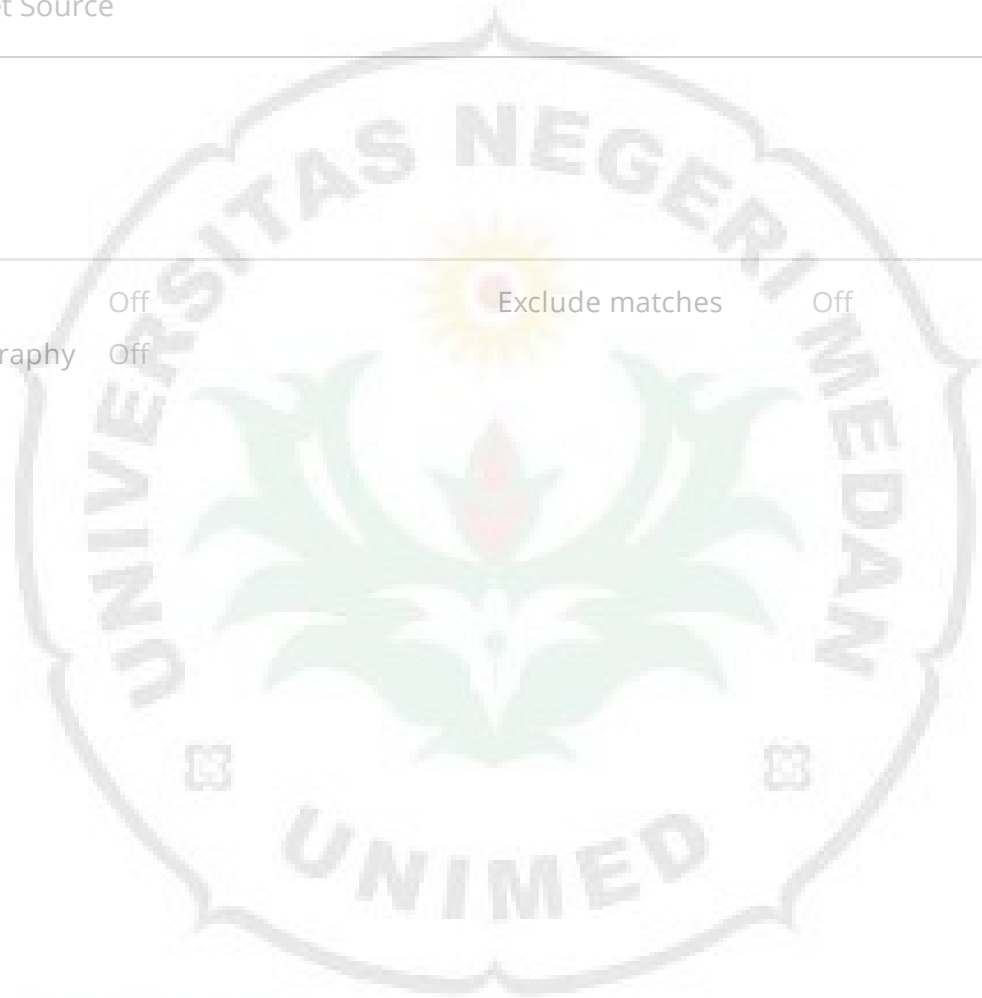 t Source
UNIVERSITAS NEGERI MEDAN
Off
Exclude matches
Off
raphy
Off
UNIMED